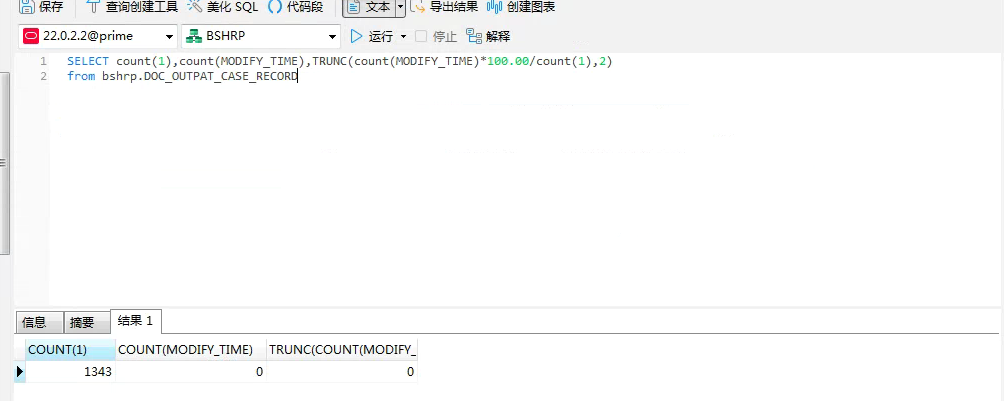 保存 查询创建工具 美化 SQL 代码段 文本 导出结果 创建图表
22.0.2.2@prime BSHRP 运行 停止 解释
1 SELECT count(1),count(MODIFY_TIME),TRUNC(count(MODIFY_TIME)*100.00/count(1),2)
2 from bshrp.DOC_OUTPAT_CASE_RECORD
信息 摘要 结果 1
COUNT(1) COUNT(MODIFY_TIME) TRUNC(COUNT(MODIFY_
1343 0 0